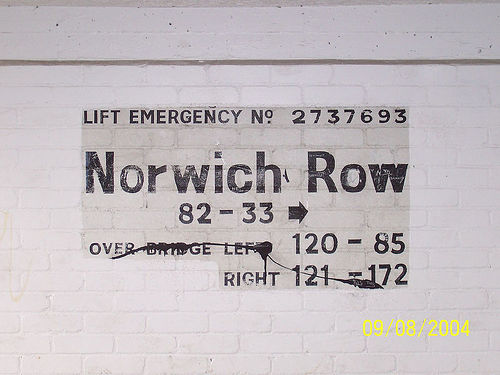 LIFT EMERGENCY Nº 2737693
Norwich Row
82 - 33 ➡
OVER BRIDGE LEFT 120 - 85
RIGHT 121 - 172
09/08/2004